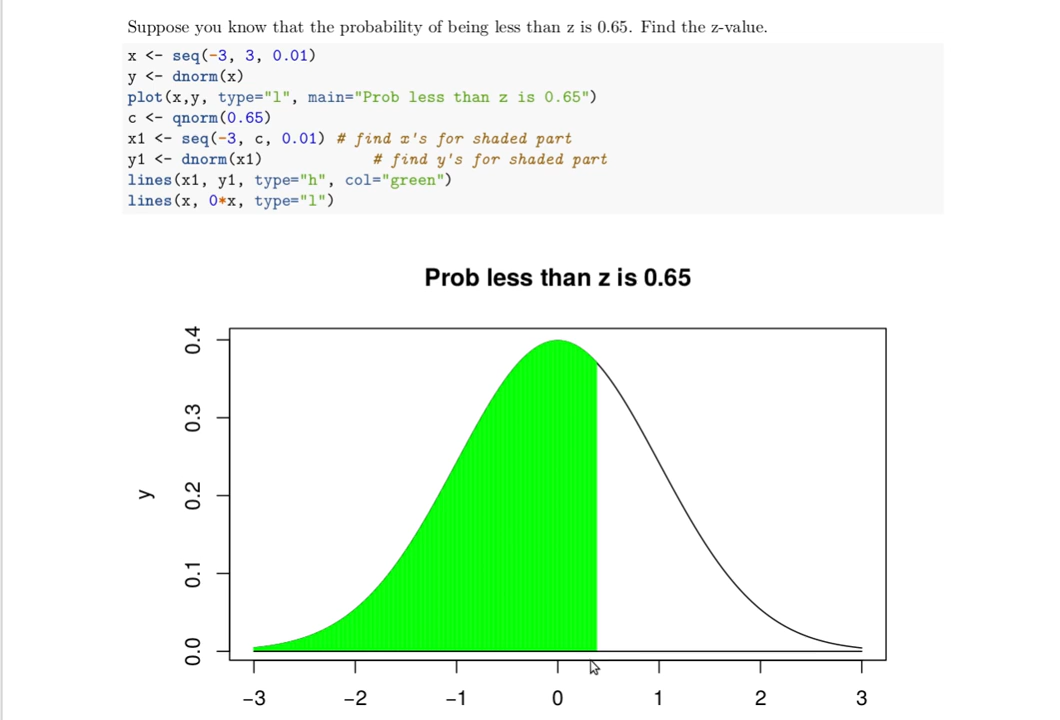 Suppose you know that the probability of being less than z is 0.65. Find the z-value.
x <- seq(-3, 3, 0.01)
y <- dnorm(x)
plot(x,y, type="l", main="Prob less than z is 0.65")
c <- qnorm(0.65)
x1 <- seq(-3, c, 0.01) # find x's for shaded part
y1 <- dnorm(x1) # find y's for shaded part
lines(x1, y1, type="h", col="green")
lines(x, 0*x, type="l")
Prob less than z is 0.65
0.4
0.3
0.2
0.1
0.0
y
−3 −2 −1 0 1 2 3